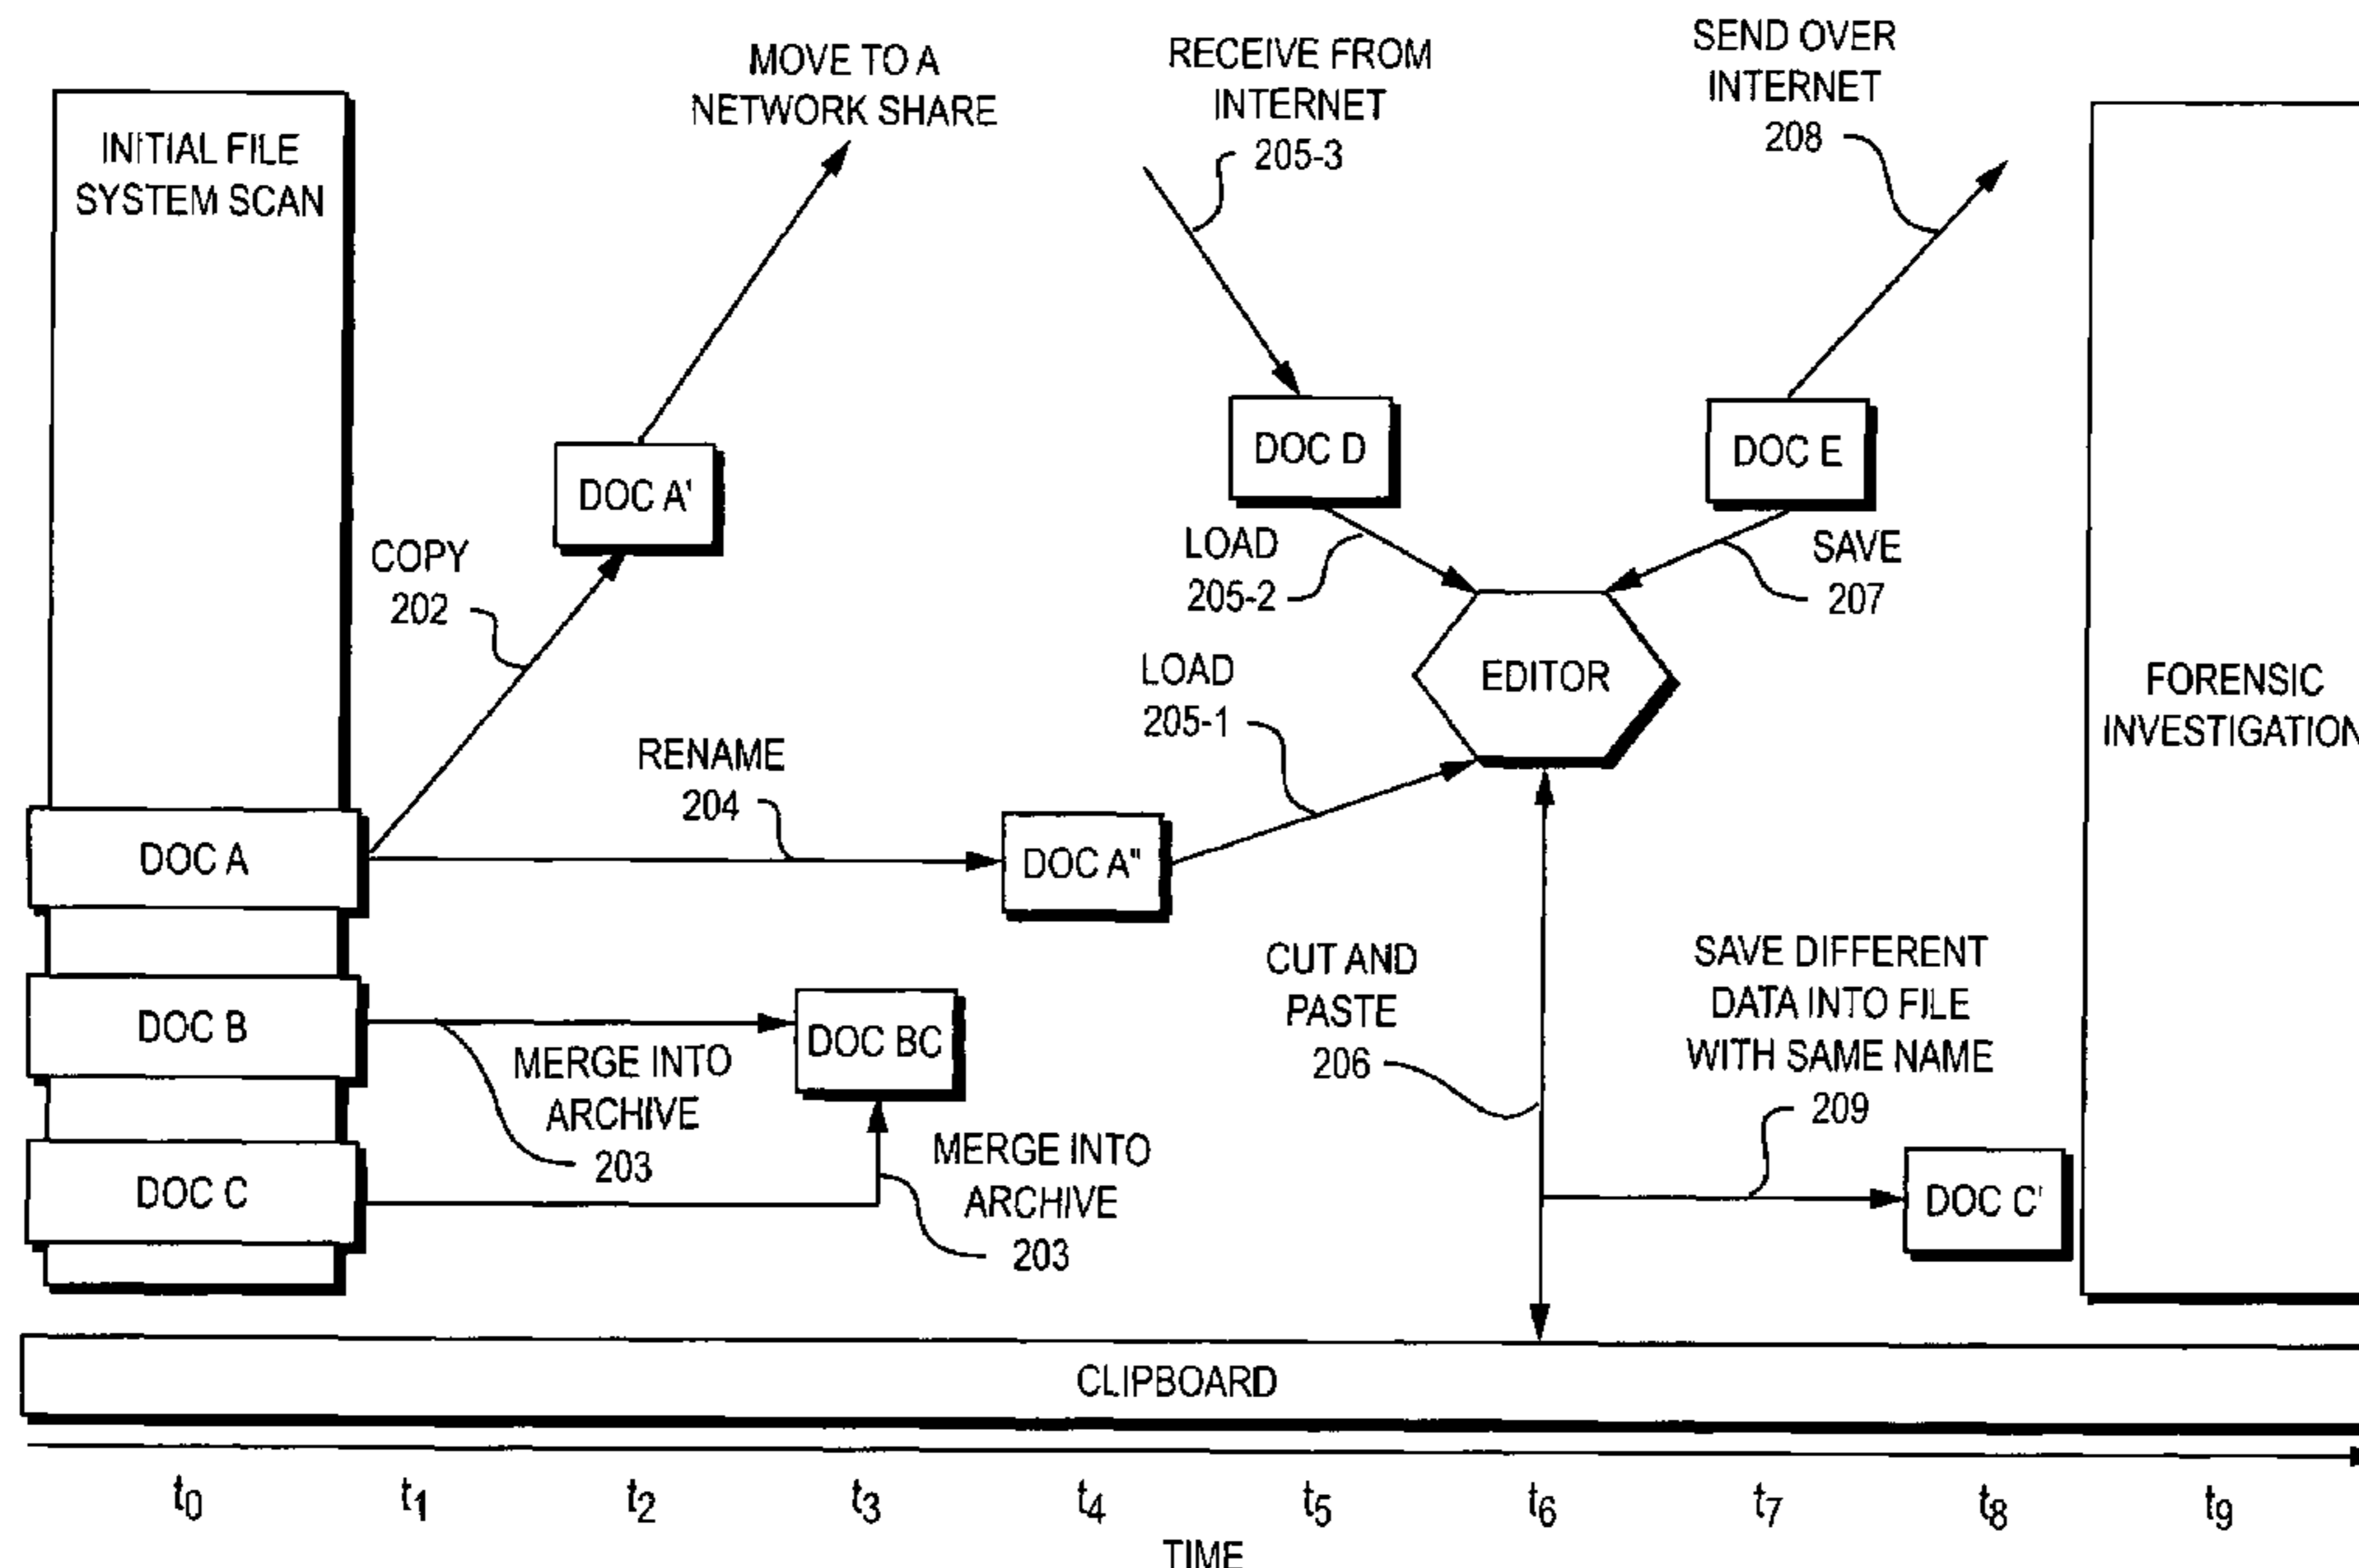 INITIAL FILE
SYSTEM SCAN
MOVE TO A
NETWORK SHARE
RECEIVE FROM
INTERNET
205-3
SEND OVER
INTERNET
208
DOC A'
COPY
202
DOC D
LOAD
205-2
DOC E
SAVE
207
EDITOR
LOAD
205-1
FORENSIC
INVESTIGATION
RENAME
204
DOC A
DOC A"
DOC B
MERGE INTO
ARCHIVE
203
DOC BC
DOC C
MERGE INTO
ARCHIVE
203
CUT AND
PASTE
206
SAVE DIFFERENT
DATA INTO FILE
WITH SAME NAME
209
DOC C'
CLIPBOARD
t0 t1 t2 t3 t4 t5 t6 t7 t8 t9
TIME